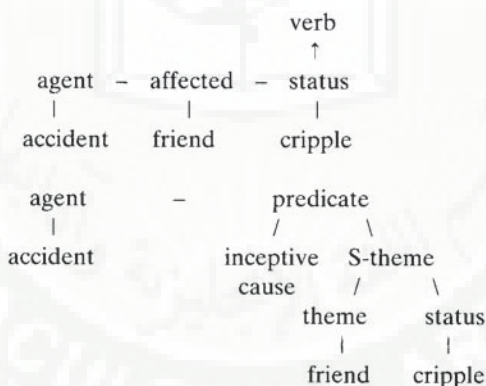 verb
↑
agent – affected – status
| | |
accident friend cripple
agent – predicate
| / \
accident inceptive S-theme
cause / \
theme status
| |
friend cripple